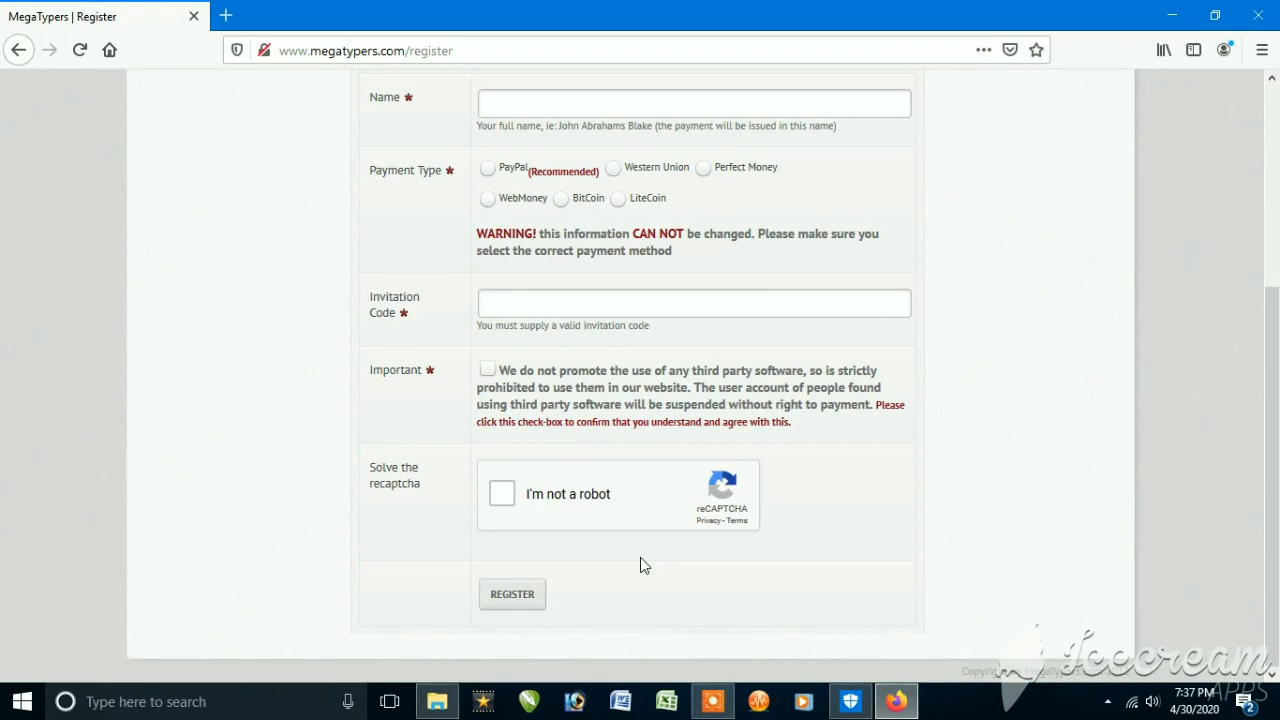 MegaTypers | Register
www.megatypers.com/register
Name *
Your full name, ie: John Abrahams Blake (the payment will be issued in this name)
Payment Type *
PayPal (Recommended) Western Union Perfect Money
WebMoney BitCoin LiteCoin
WARNING! this information CAN NOT be changed. Please make sure you
select the correct payment method
Invitation
Code *
You must supply a valid invitation code
Important *
We do not promote the use of any third party software, so is strictly
prohibited to use them in our website. The user account of people found
using third party software will be suspended without right to payment. Please
click this check-box to confirm that you understand and agree with this.
Solve the
recaptcha
I'm not a robot
reCAPTCHA
Privacy - Terms
REGISTER
Icecream
APPS
Type here to search
7:37 PM
4/30/2020
2